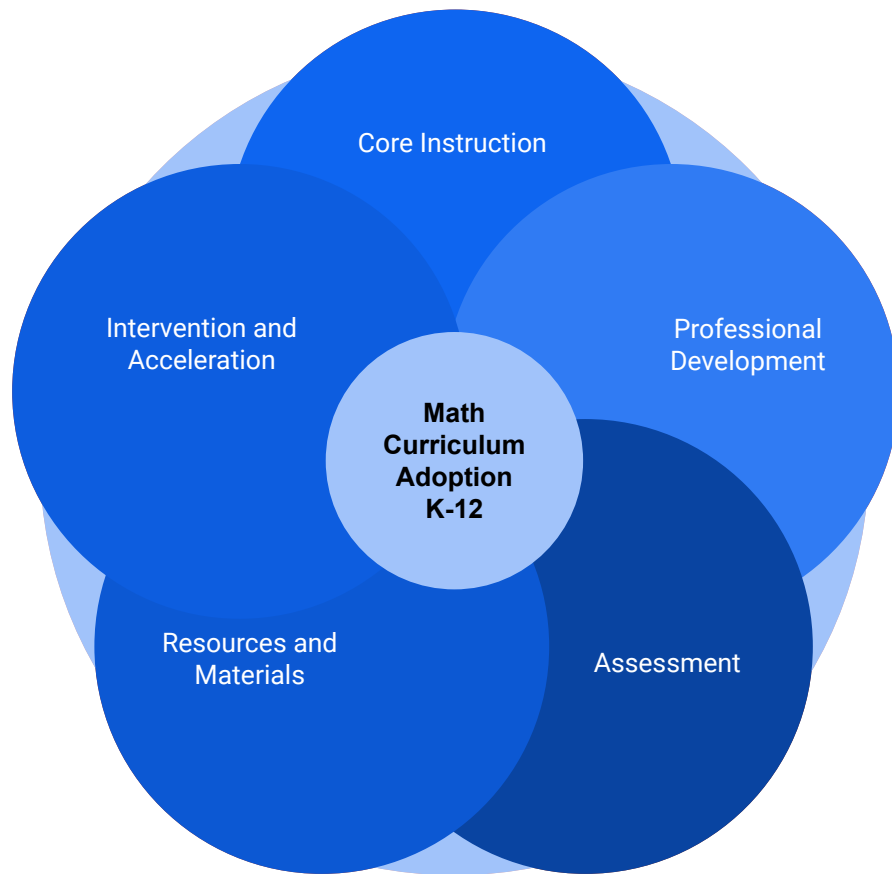 Core Instruction
Intervention and
Acceleration
Professional
Development
Math
Curriculum
Adoption
K-12
Resources and
Materials
Assessment